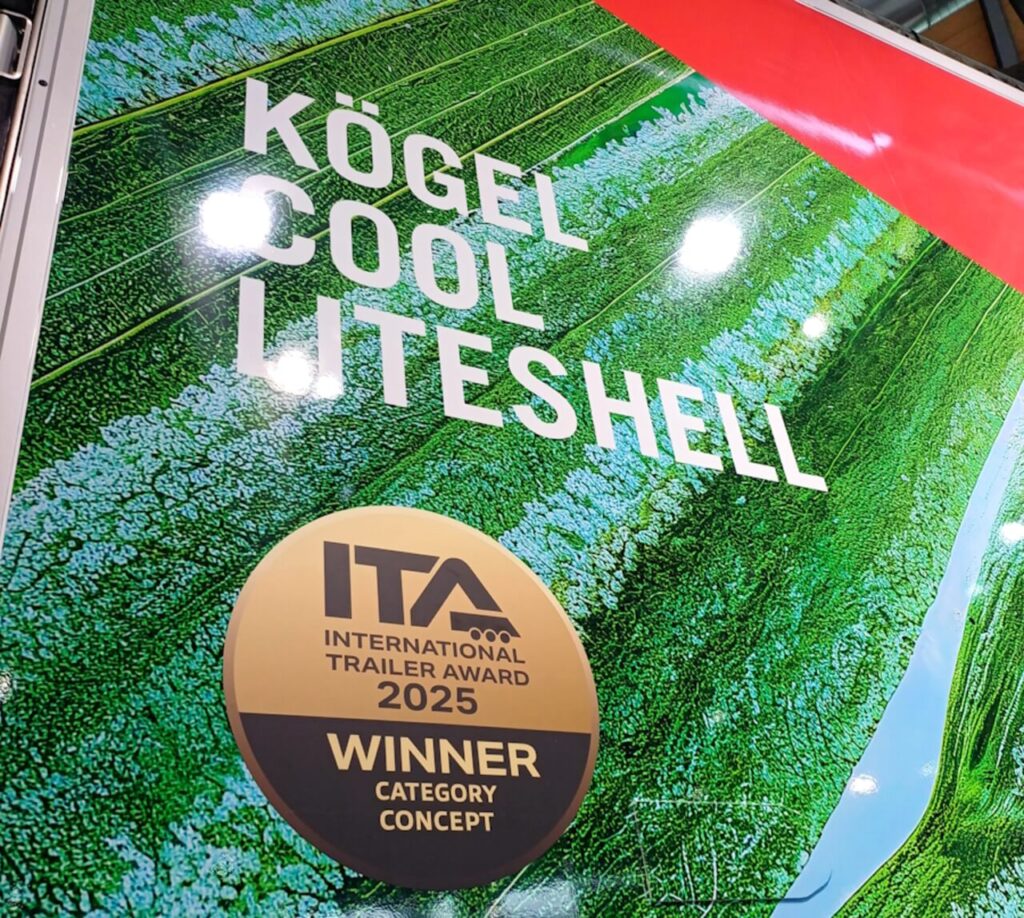 KÖGEL
COOL
LITESHELL
ITA
INTERNATIONAL
TRAILER AWARD
2025
WINNER
CATEGORY
CONCEPT